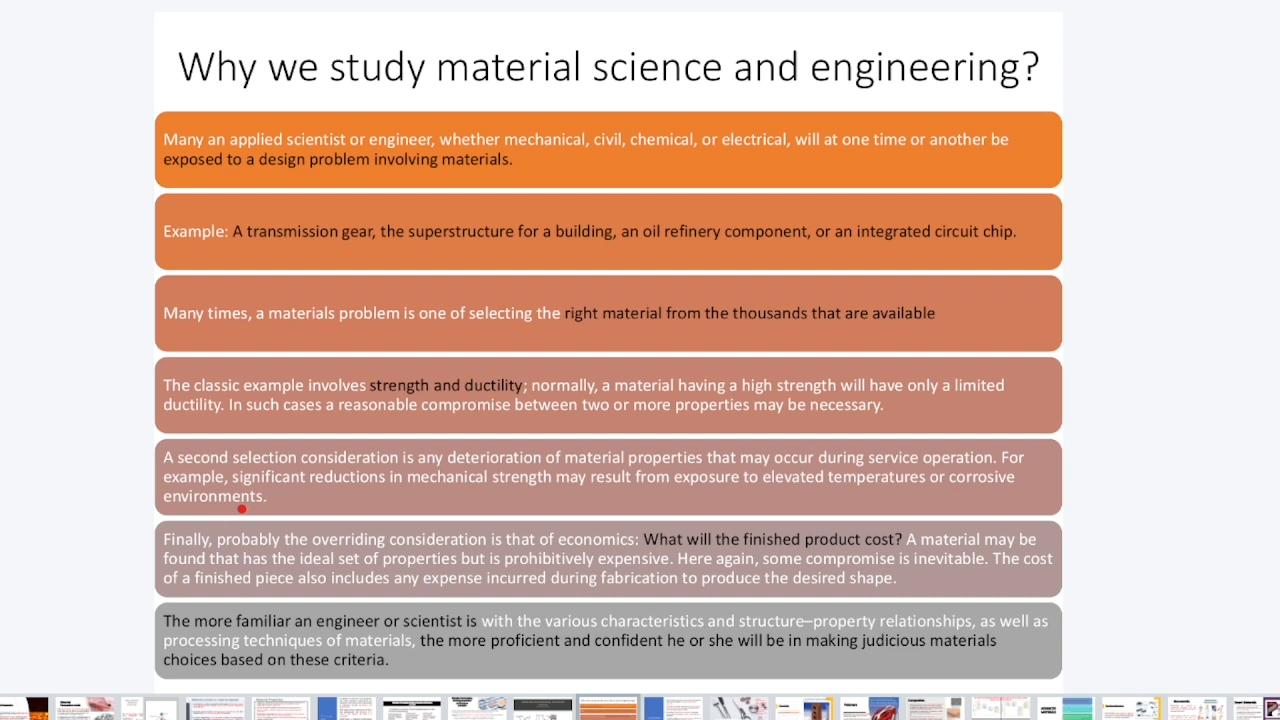 Why we study material science and engineering?
Many an applied scientist or engineer, whether mechanical, civil, chemical, or electrical, will at one time or another be
exposed to a design problem involving materials.
Example: A transmission gear, the superstructure for a building, an oil refinery component, or an integrated circuit chip.
Many times, a materials problem is one of selecting the right material from the thousands that are available
The classic example involves strength and ductility; normally, a material having a high strength will have only a limited
ductility. In such cases a reasonable compromise between two or more properties may be necessary.
A second selection consideration is any deterioration of material properties that may occur during service operation. For
example, significant reductions in mechanical strength may result from exposure to elevated temperatures or corrosive
environments.
Finally, probably the overriding consideration is that of economics: What will the finished product cost? A material may be
found that has the ideal set of properties but is prohibitively expensive. Here again, some compromise is inevitable. The cost
of a finished piece also includes any expense incurred during fabrication to produce the desired shape.
The more familiar an engineer or scientist is with the various characteristics and structure–property relationships, as well as
processing techniques of materials, the more proficient and confident he or she will be in making judicious materials
choices based on these criteria.